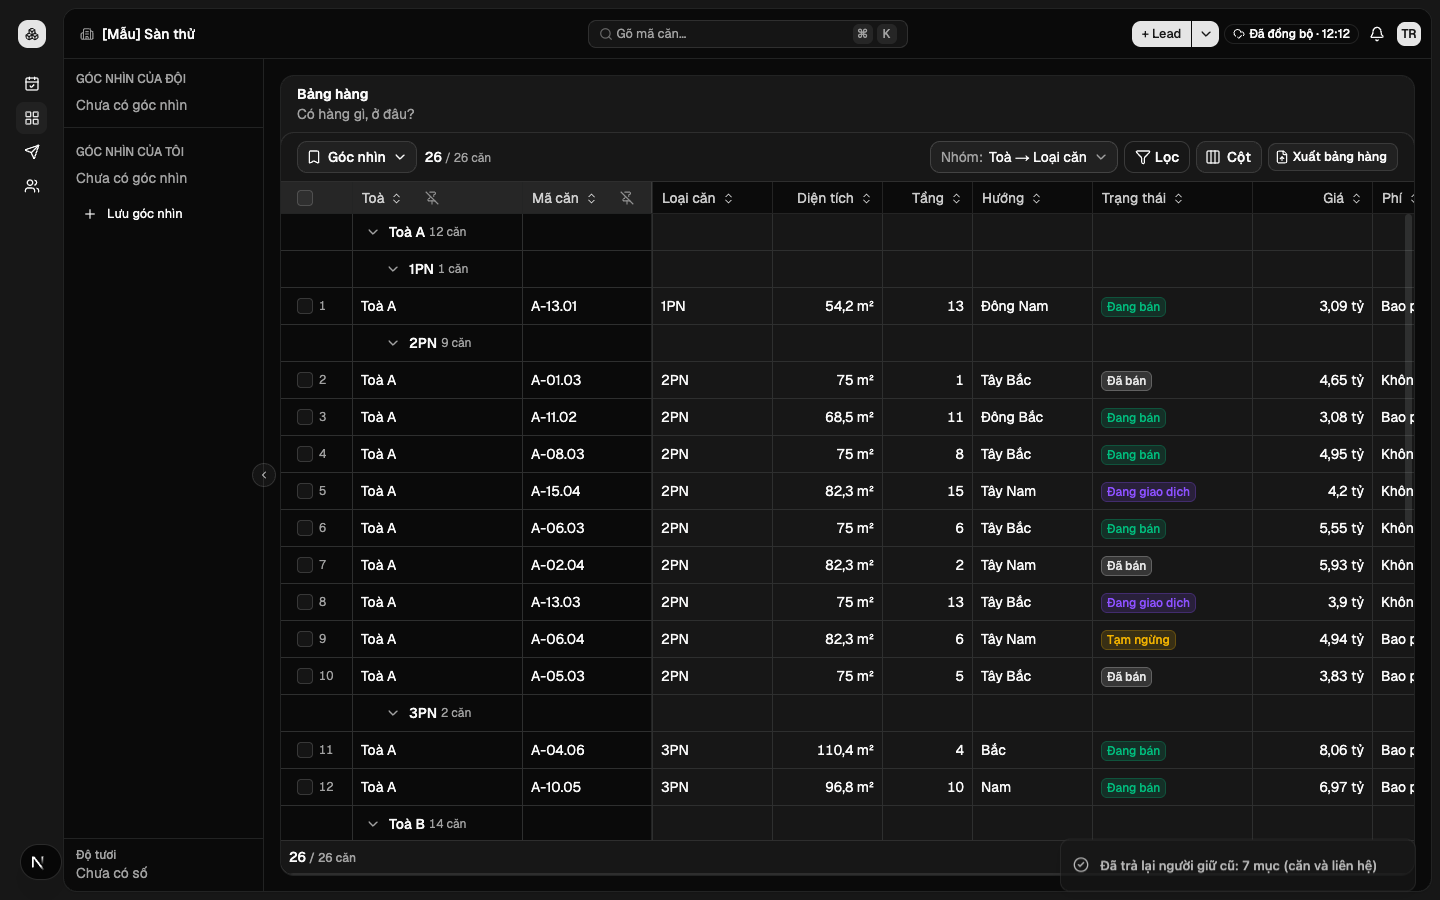 [Mẫu] Sàn thử
Gõ mã căn...
⌘ K
+ Lead
Đã đồng bộ · 12:12
TR
GÓC NHÌN CỦA ĐỘI
Chưa có góc nhìn
GÓC NHÌN CỦA TÔI
Chưa có góc nhìn
+ Lưu góc nhìn
Độ tươi
Chưa có số
N
Bảng hàng
Có hàng gì, ở đâu?
Góc nhìn
26 / 26 căn
Nhóm: Toà → Loại căn
Lọc
Cột
Xuất bảng hàng
Toà Mã căn Loại căn Diện tích Tầng Hướng Trạng thái Giá Phí
Toà A 12 căn
1PN 1 căn
1 Toà A A-13.01 1PN 54,2 m² 13 Đông Nam Đang bán 3,09 tỷ Bao p
2PN 9 căn
2 Toà A A-01.03 2PN 75 m² 1 Tây Bắc Đã bán 4,65 tỷ Khôn
3 Toà A A-11.02 2PN 68,5 m² 11 Đông Bắc Đang bán 3,08 tỷ Bao p
4 Toà A A-08.03 2PN 75 m² 8 Tây Bắc Đang bán 4,95 tỷ Khôn
5 Toà A A-15.04 2PN 82,3 m² 15 Tây Nam Đang giao dịch 4,2 tỷ Khôn
6 Toà A A-06.03 2PN 75 m² 6 Tây Bắc Đang bán 5,55 tỷ Khôn
7 Toà A A-02.04 2PN 82,3 m² 2 Tây Nam Đã bán 5,93 tỷ Khôn
8 Toà A A-13.03 2PN 75 m² 13 Tây Bắc Đang giao dịch 3,9 tỷ Khôn
9 Toà A A-06.04 2PN 82,3 m² 6 Tây Nam Tạm ngừng 4,94 tỷ Bao p
10 Toà A A-05.03 2PN 75 m² 5 Tây Bắc Đã bán 3,83 tỷ Bao p
3PN 2 căn
11 Toà A A-04.06 3PN 110,4 m² 4 Bắc Đang bán 8,06 tỷ Bao p
12 Toà A A-10.05 3PN 96,8 m² 10 Nam Đang bán 6,97 tỷ Bao p
Toà B 14 căn
26 / 26 căn
Đã trả lại người giữ cũ: 7 mục (căn và liên hệ)